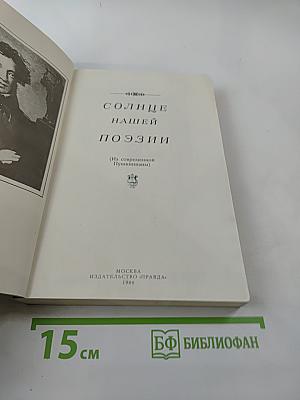 СОЛНЦЕ
НАШЕЙ
ПОЭЗИИ
(Из современной
Пушкинианы)
МОСКВА
ИЗДАТЕЛЬСТВО «ПРАВДА»
15 см
БФ БИБЛИОФАН